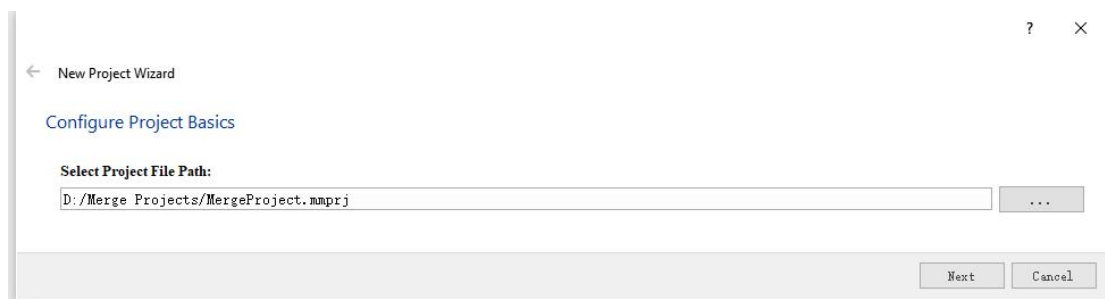 ?
×
← New Project Wizard
Configure Project Basics
Select Project File Path:
D:/Merge Projects/MergeProject.mmprj
...
Next Cancel